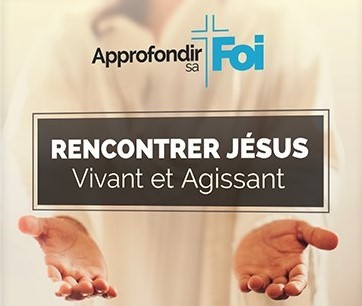 Approfondir
sa Foi
RENCONTRER JÉSUS
Vivant et Agissant